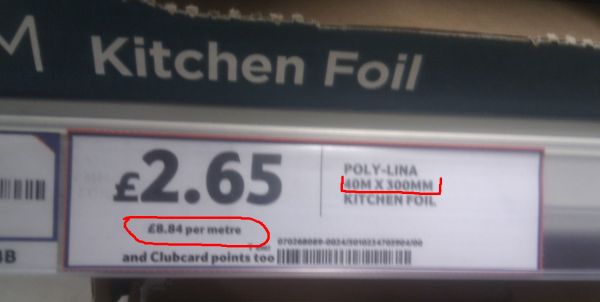 M Kitchen Foil
£2.65
POLY-LINA
40M X 300MM
KITCHEN FOIL
£8.84 per metre
and Clubcard points too